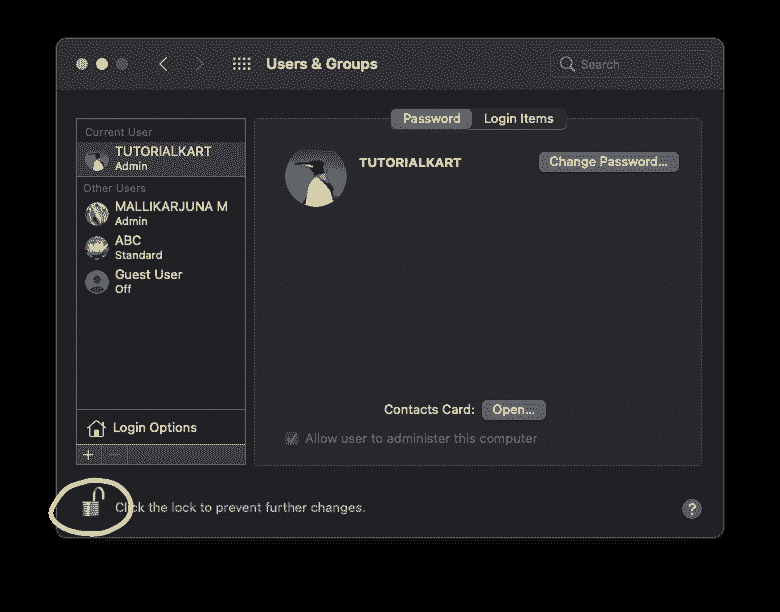 Users & Groups
Search
Password
Login Items
Current User
TUTORIALKART
Admin
Other Users
MALLIKARJUNA M
Admin
ABC
Standard
Guest User
Off
Login Options
+ −
TUTORIALKART
Change Password...
Contacts Card:
Open...
Allow user to administer this computer
Click the lock to prevent further changes.
?